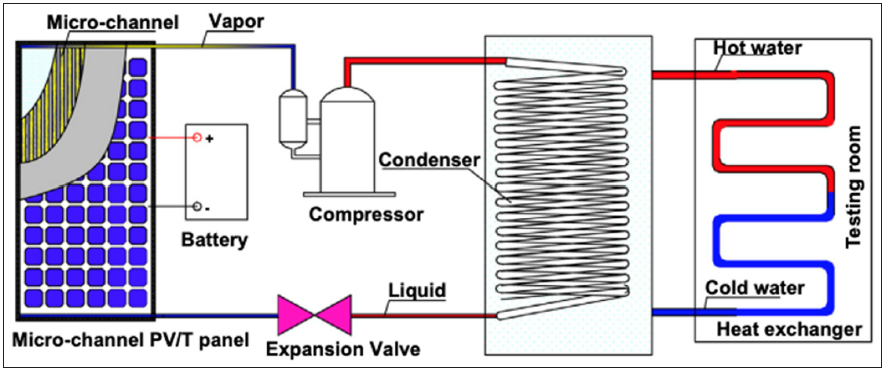 Micro-channel
Vapor
Hot water
Condenser
Compressor
+
-
Battery
Testing room
Liquid
Cold water
Heat exchanger
Micro-channel PV/T panel
Expansion Valve